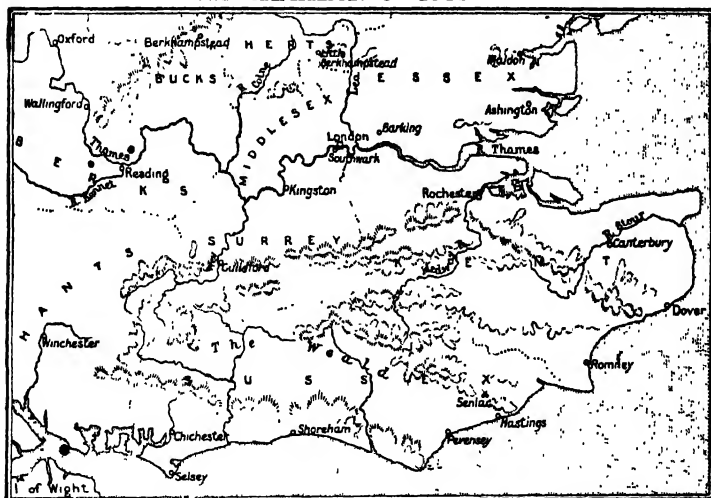 Oxford
Berkhampstead
HERTS
Little
Berkhampstead
BUCKS
R. Colne
R. Lea
ESSEX
Maldon
Wallingford
MIDDLESEX
Ashington
London
Barking
Thames
R. Thames
BERKS
Reading
R. Kennet
Southwark
Kingston
Rochester
R. Stour
Canterbury
SURREY
Guildford
Medway R.
KENT
HANTS
Dover
Winchester
The Weald
Romney
SUSSEX
Senlac
Hastings
Chichester
Shoreham
Pevensey
Selsey
I of Wight